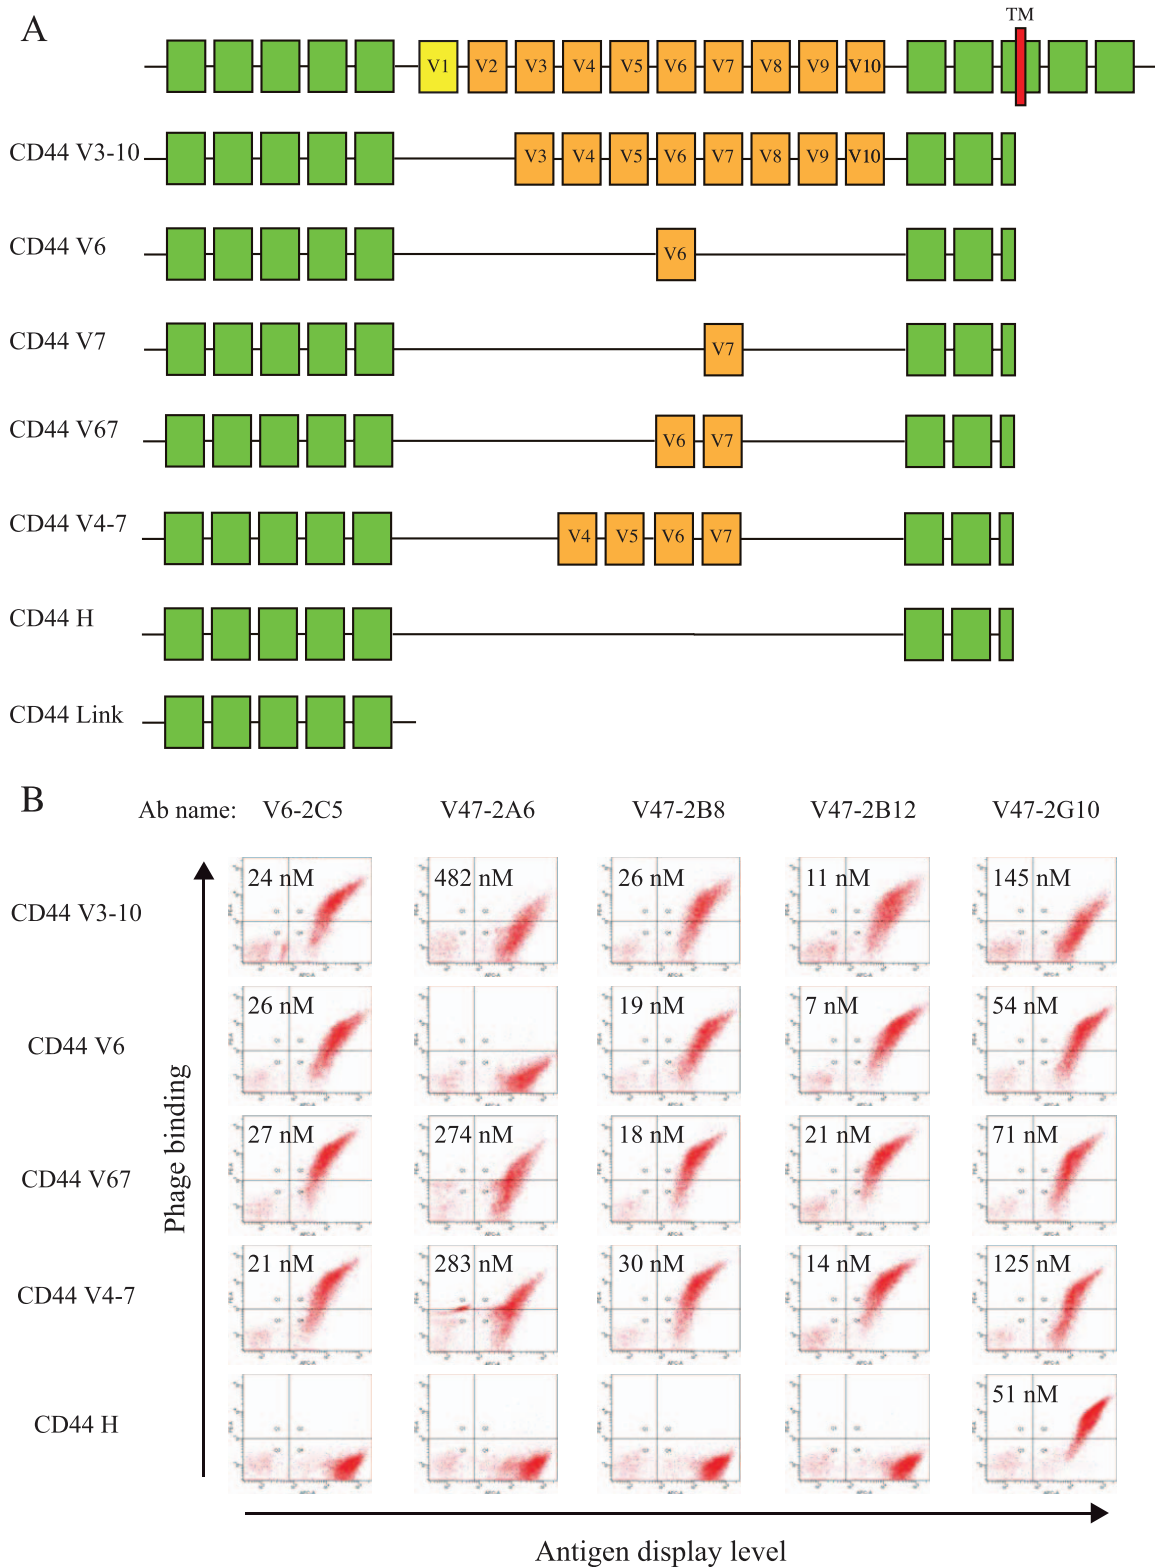 A
TM
V1 V2 V3 V4 V5 V6 V7 V8 V9 V10
CD44 V3-10
V3 V4 V5 V6 V7 V8 V9 V10
CD44 V6
V6
CD44 V7
V7
CD44 V67
V6 V7
CD44 V4-7
V4 V5 V6 V7
CD44 H
CD44 Link
B
Ab name: V6-2C5 V47-2A6 V47-2B8 V47-2B12 V47-2G10
CD44 V3-10 24 nM 482 nM 26 nM 11 nM 145 nM
CD44 V6 26 nM 19 nM 7 nM 54 nM
CD44 V67 27 nM 274 nM 18 nM 21 nM 71 nM
CD44 V4-7 21 nM 283 nM 30 nM 14 nM 125 nM
CD44 H 51 nM
Phage binding
Antigen display level